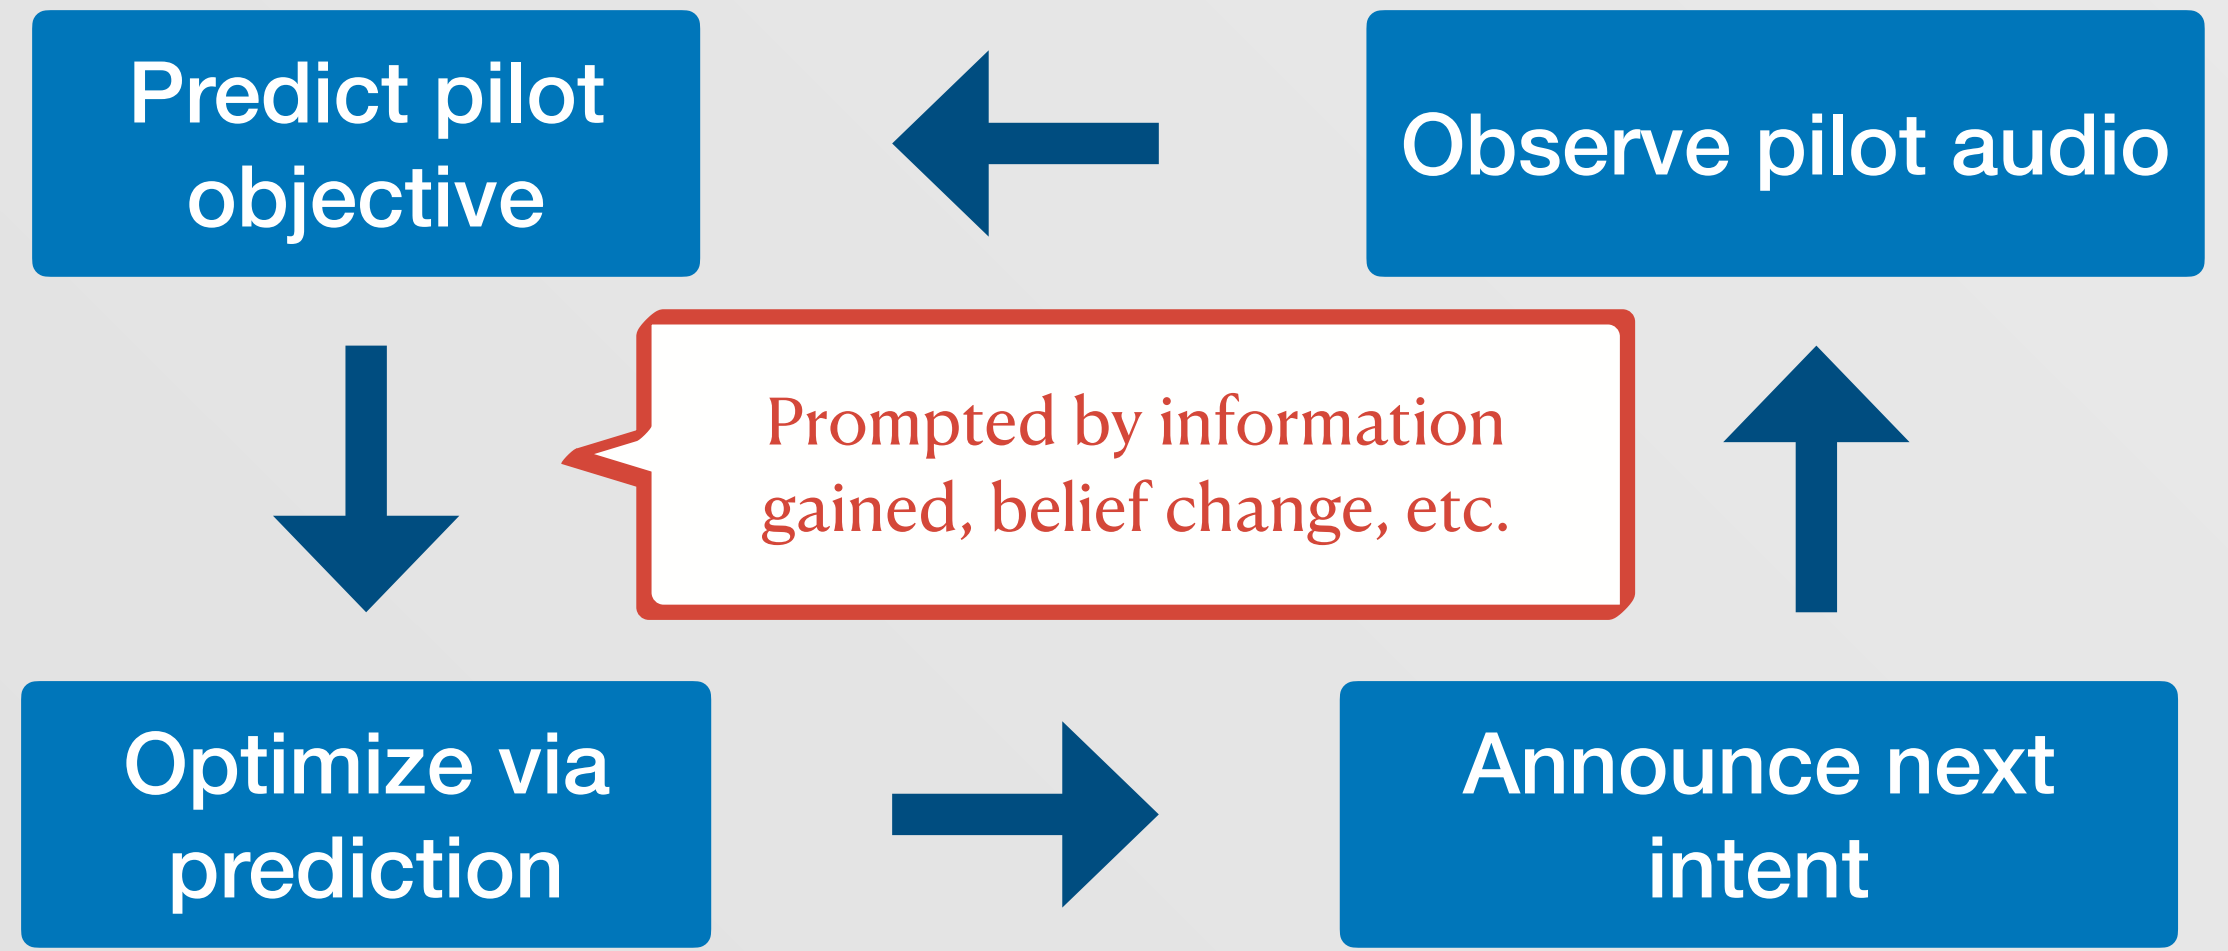 Predict pilot
objective
Observe pilot audio
Prompted by information
gained, belief change, etc.
Optimize via
prediction
Announce next
intent